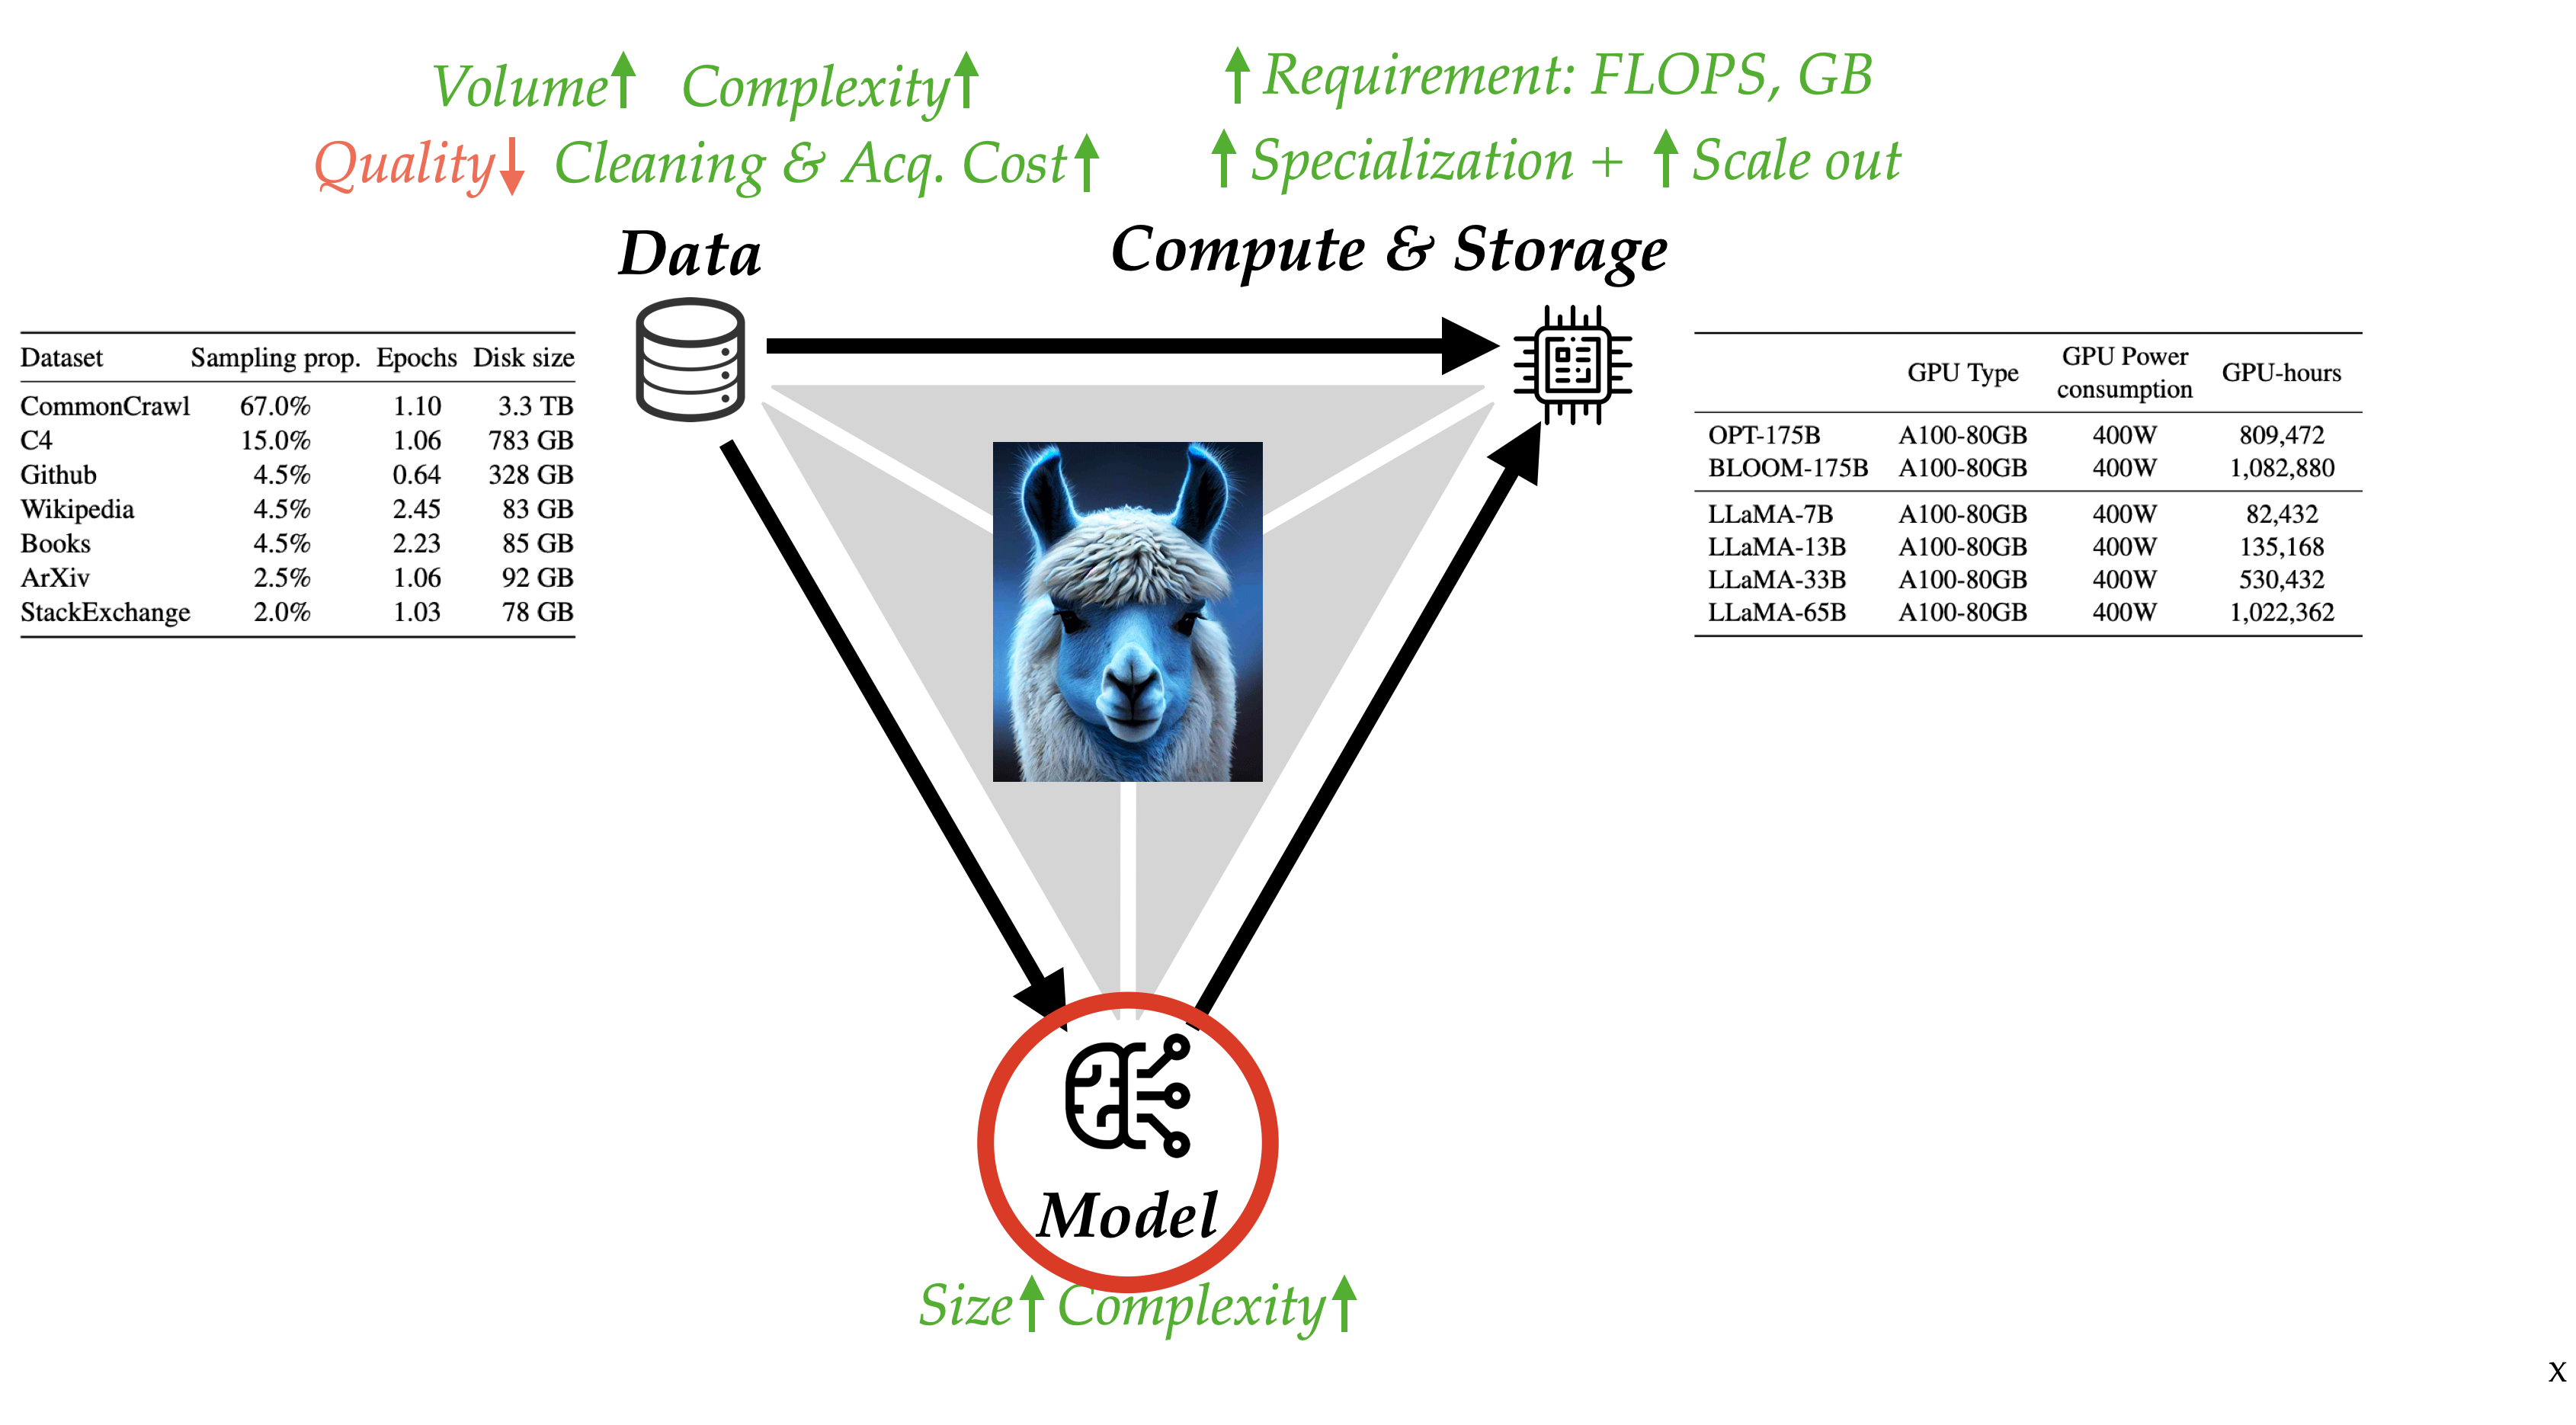 Volume Complexity
Quality Cleaning & Acq. Cost
Requirement: FLOPS, GB
Specialization + Scale out
Data
Compute & Storage
Dataset Sampling prop. Epochs Disk size
CommonCrawl 67.0% 1.10 3.3 TB
C4 15.0% 1.06 783 GB
Github 4.5% 0.64 328 GB
Wikipedia 4.5% 2.45 83 GB
Books 4.5% 2.23 85 GB
ArXiv 2.5% 1.06 92 GB
StackExchange 2.0% 1.03 78 GB
GPU Type GPU Power consumption GPU-hours
OPT-175B A100-80GB 400W 809,472
BLOOM-175B A100-80GB 400W 1,082,880
LLaMA-7B A100-80GB 400W 82,432
LLaMA-13B A100-80GB 400W 135,168
LLaMA-33B A100-80GB 400W 530,432
LLaMA-65B A100-80GB 400W 1,022,362
Model
Size Complexity
X